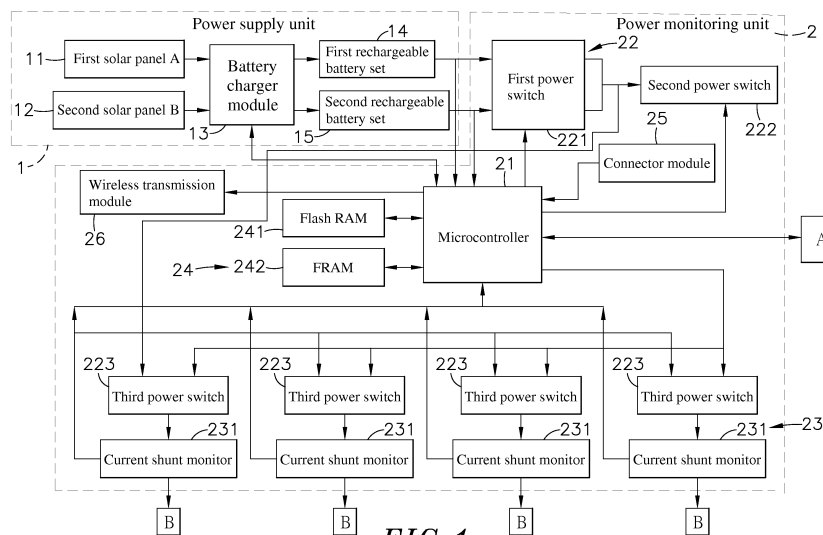 Power supply unit
Power monitoring unit
2
11
First solar panel A
12
Second solar panel B
Battery
charger
module
13
14
First rechargeable
battery set
Second rechargeable
battery set
15
22
First power
switch
221
Second power switch
222
1
Wireless transmission
module
26
21
25
Connector module
Flash RAM
241
Microcontroller
A
24
242
FRAM
223
Third power switch
223
Third power switch
223
Third power switch
223
Third power switch
231
Current shunt monitor
231
Current shunt monitor
231
Current shunt monitor
231
Current shunt monitor
23
B
B
B
B